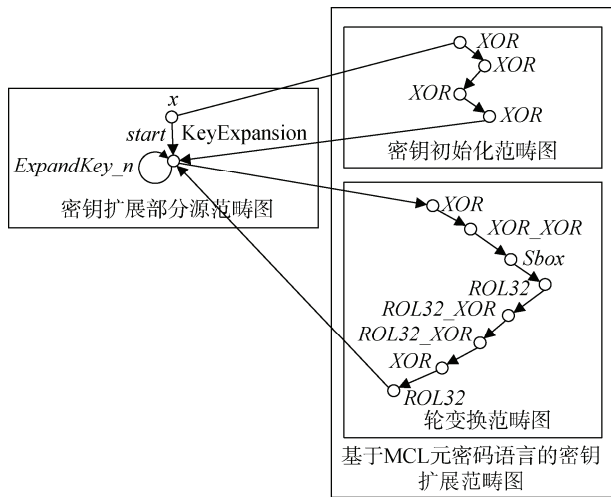 x
start
KeyExpansion
ExpandKey_n
密钥扩展部分源范畴图
XOR
XOR
XOR
XOR
密钥初始化范畴图
XOR
XOR_XOR
Sbox
ROL32
ROL32_XOR
ROL32_XOR
XOR
ROL32
轮变换范畴图
基于MCL元密码语言的密钥
扩展范畴图